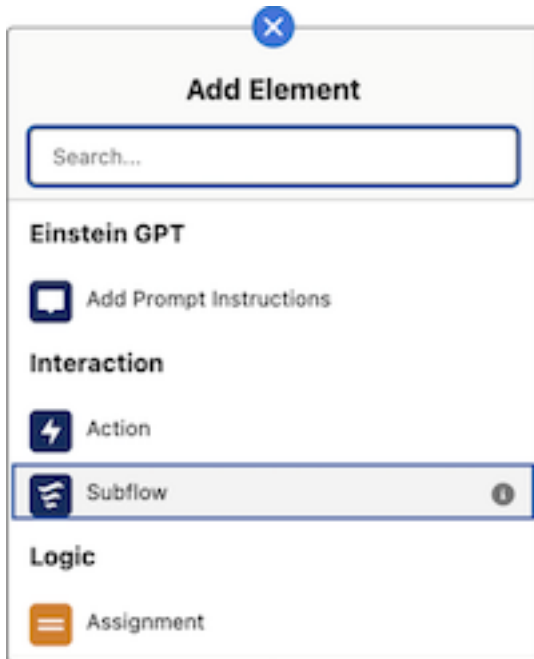 Add Element
Search...
Einstein GPT
Add Prompt Instructions
Interaction
Action
Subflow
Logic
Assignment